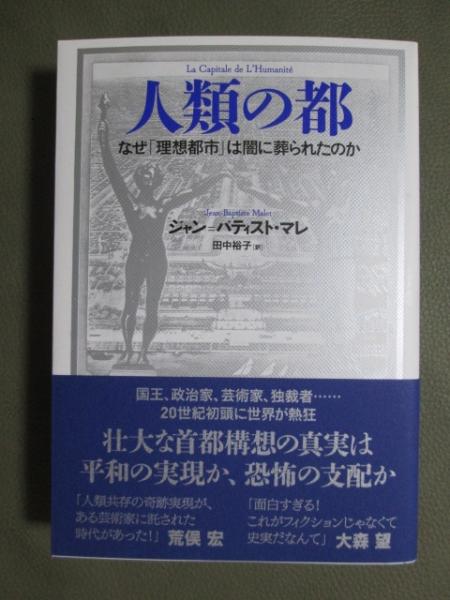 La Capitale de L'Humanité
人類の都
なぜ「理想都市」は闇に葬られたのか
Jean-Baptiste Malet
ジャン=バティスト・マレ
田中裕子[訳]
国王、政治家、芸術家、独裁者……
20世紀初頭に世界が熱狂
壮大な首都構想の真実は
平和の実現か、恐怖の支配か
「人類共存の奇跡実現が、
ある芸術家に託された
時代があった!」 荒俣 宏
「面白すぎる!
これがフィクションじゃなくて
史実だなんて」 大森 望